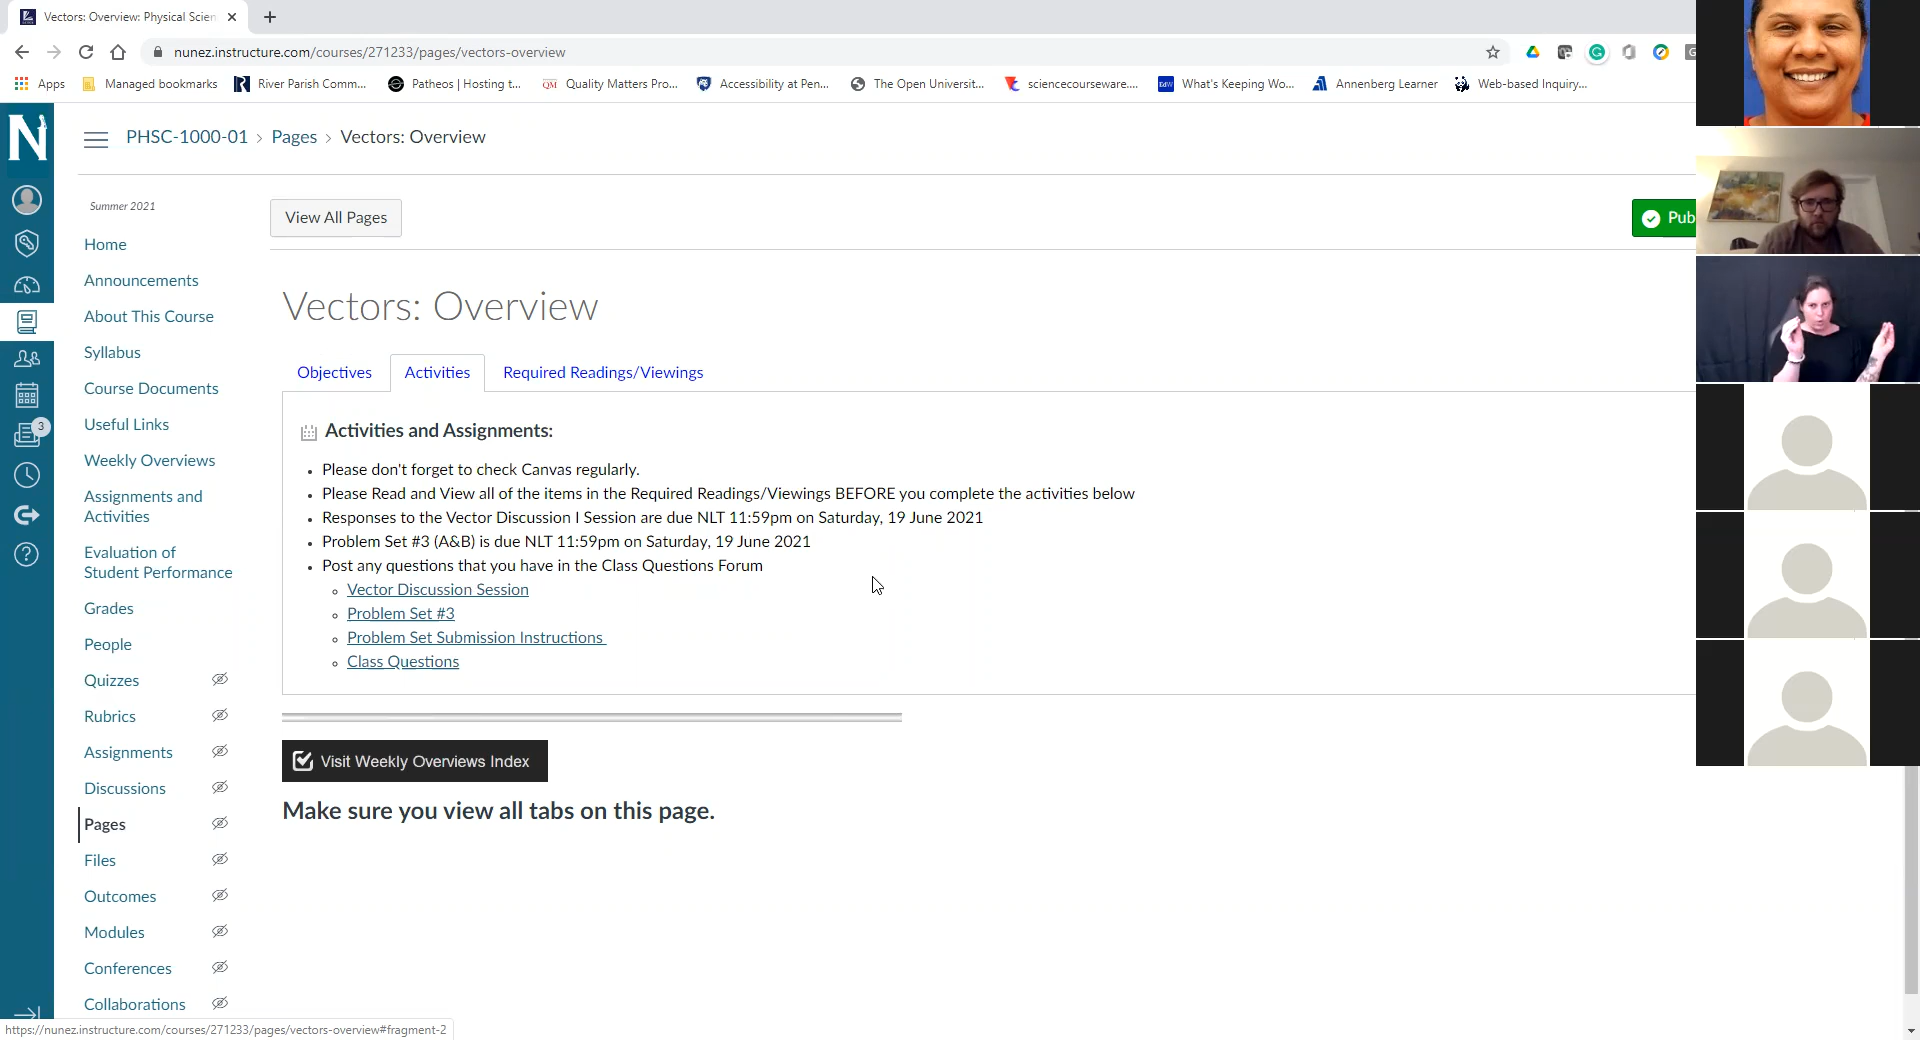 Vectors: Overview: Physical Scien
nunez.instructure.com/courses/271233/pages/vectors-overview
Apps Managed bookmarks River Parish Comm... Patheos | Hosting t... QM Quality Matters Pro... Accessibility at Pen... The Open Universit... sciencecourseware.... EdW What's Keeping Wo... Annenberg Learner Web-based Inquiry...
N
PHSC-1000-01 > Pages > Vectors: Overview
Summer 2021
View All Pages
Pub
Home
Announcements
About This Course
Syllabus
Course Documents
Useful Links
3
Weekly Overviews
Assignments and
Activities
Evaluation of
Student Performance
Grades
People
Quizzes
Rubrics
Assignments
Discussions
Pages
Files
Outcomes
Modules
Conferences
Collaborations
Vectors: Overview
Objectives Activities Required Readings/Viewings
Activities and Assignments:
• Please don't forget to check Canvas regularly.
• Please Read and View all of the items in the Required Readings/Viewings BEFORE you complete the activities below
• Responses to the Vector Discussion I Session are due NLT 11:59pm on Saturday, 19 June 2021
• Problem Set #3 (A&B) is due NLT 11:59pm on Saturday, 19 June 2021
• Post any questions that you have in the Class Questions Forum
◦ Vector Discussion Session
◦ Problem Set #3
◦ Problem Set Submission Instructions
◦ Class Questions
Visit Weekly Overviews Index
Make sure you view all tabs on this page.
https://nunez.instructure.com/courses/271233/pages/vectors-overview#fragment-2